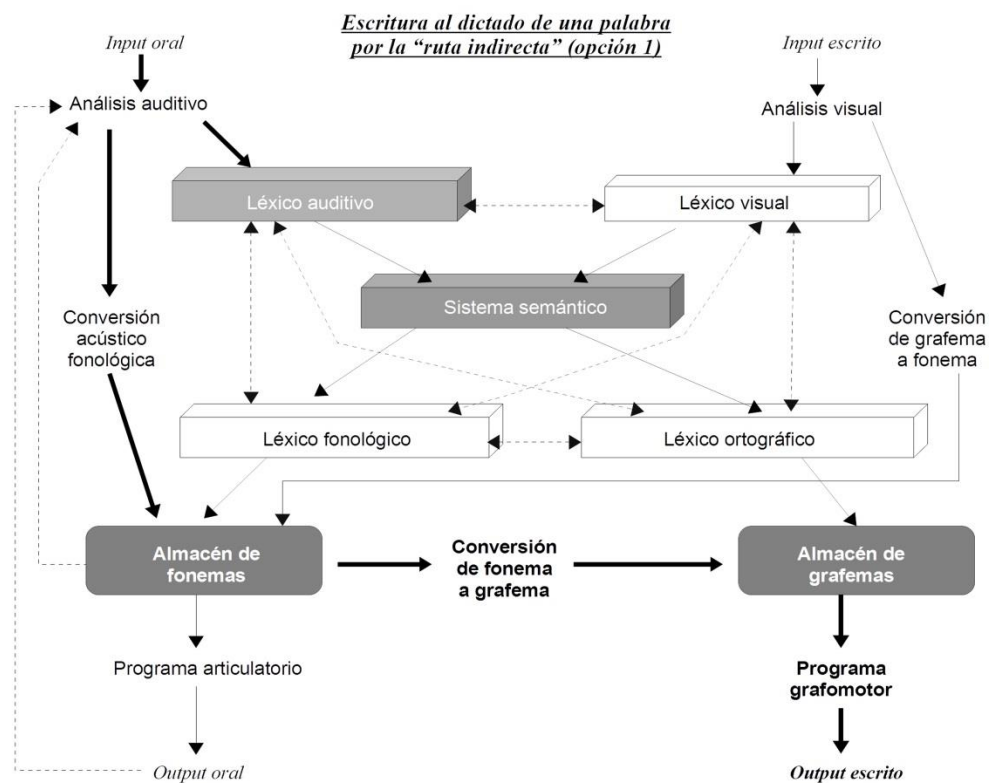 Escritura al dictado de una palabra
por la “ruta indirecta” (opción 1)
Input oral
Input escrito
Análisis auditivo
Análisis visual
Léxico auditivo
Léxico visual
Sistema semántico
Conversión
acústico
fonológica
Conversión
de grafema
a fonema
Léxico fonológico
Léxico ortográfico
Almacén de
fonemas
Conversión
de fonema
a grafema
Almacén de
grafemas
Programa articulatorio
Programa
grafomotor
Output oral
Output escrito